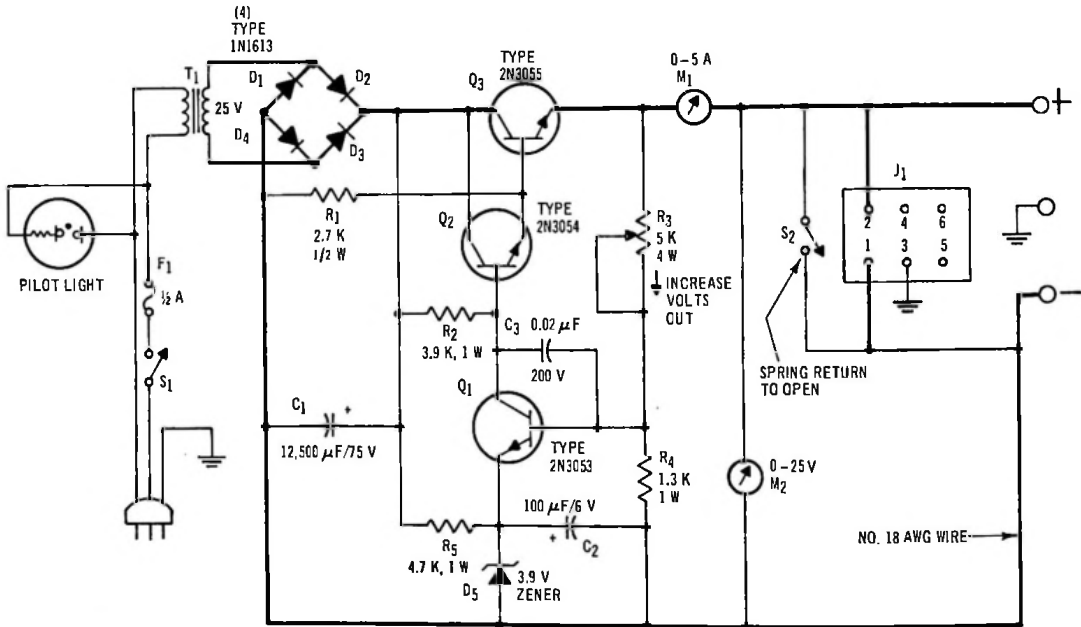 (4)
TYPE
1N1613
T1
25 V
D1
D2
D4
D3
PILOT LIGHT
F1
½ A
S1
TYPE
2N3055
Q3
0-5 A
M1
+
R1
2.7 K
1/2 W
Q2
TYPE
2N3054
R3
5 K
4 W
INCREASE
VOLTS
OUT
S2
J1
2
4
6
1
3
5
−
SPRING RETURN
TO OPEN
R2
3.9 K, 1 W
C3
0.02 µF
200 V
Q1
TYPE
2N3053
C1
+
12,500 µF/75 V
R4
1.3 K
1 W
0-25V
M2
100 µF/6 V
+
C2
R5
4.7 K, 1 W
D5
3.9 V
ZENER
NO. 18 AWG WIRE